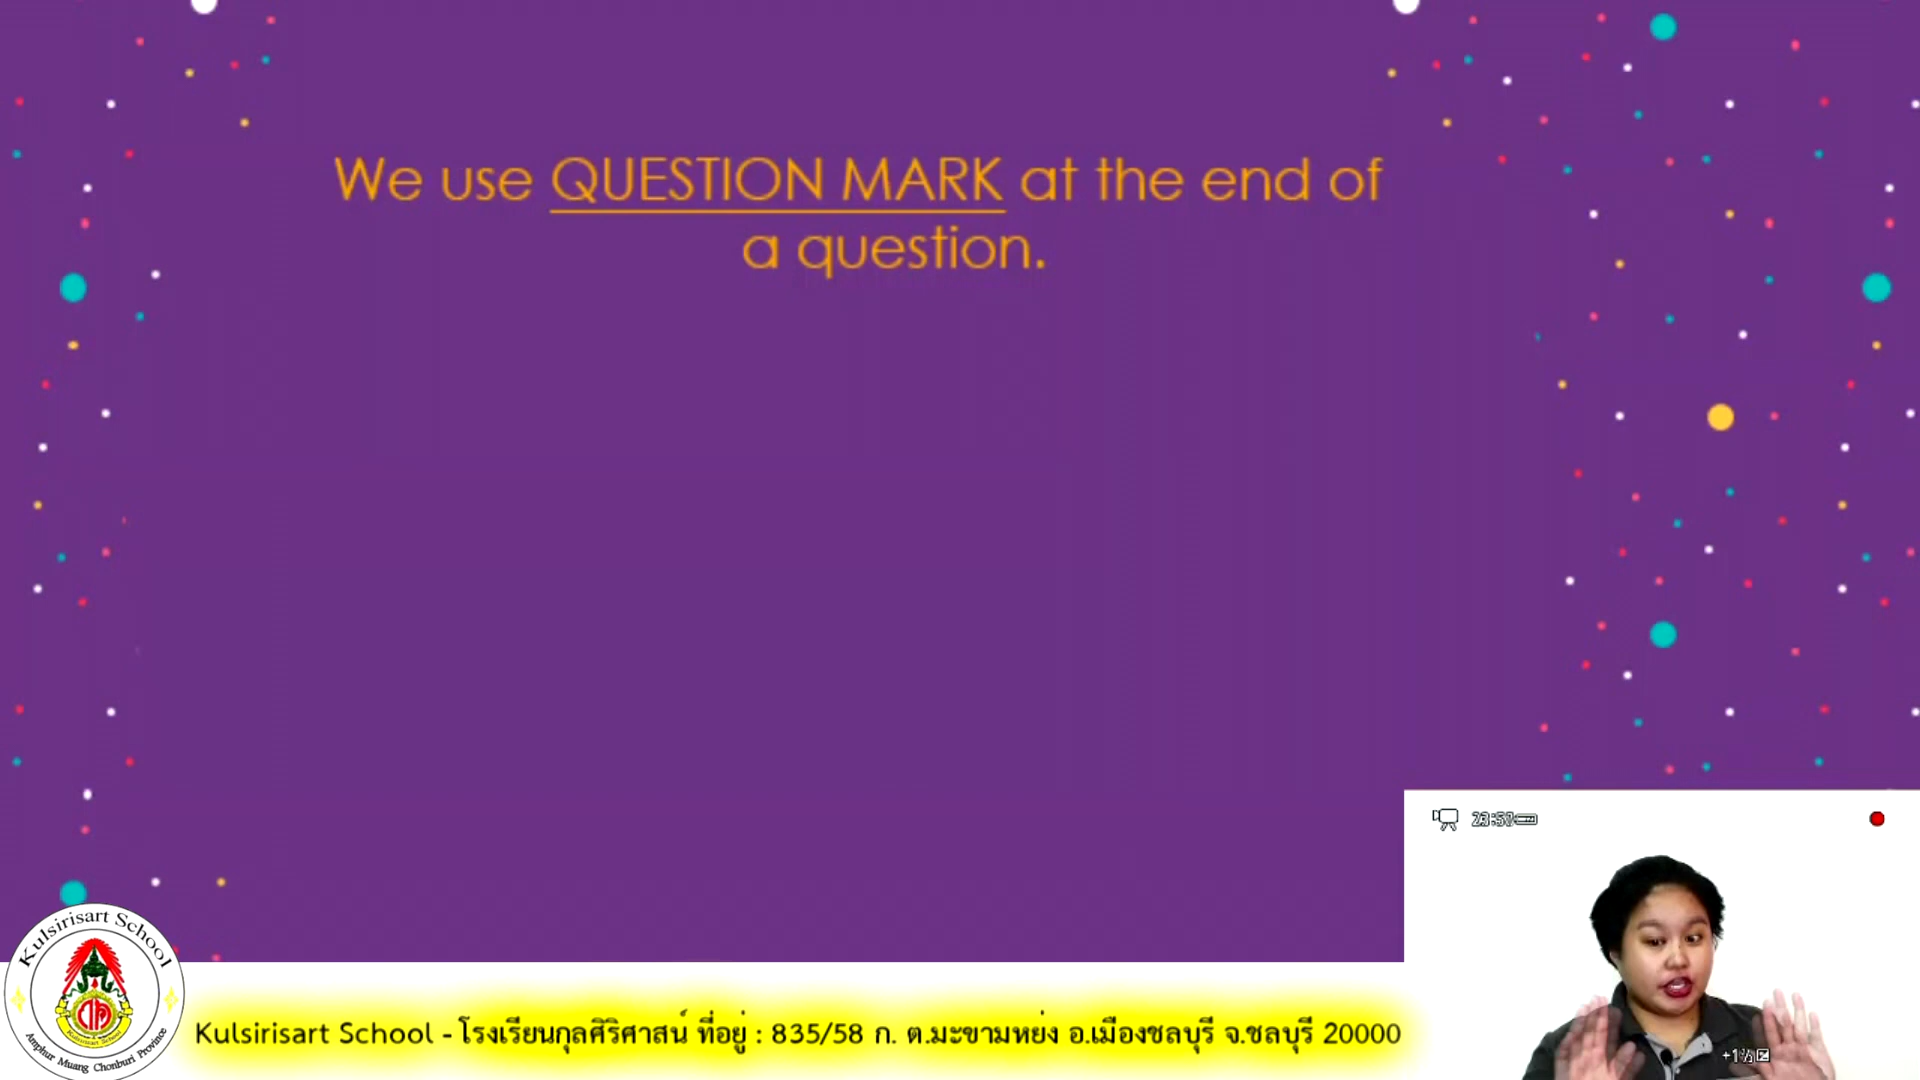 We use QUESTION MARK at the end of
a question.
23:50
+1⅓
Kulsirisart School
Amphur Muang Chonburi Province
Kulsirisart School - โรงเรียนกุลศิริศาสน์ ที่อยู่ : 835/58 ก. ต.มะขามหย่ง อ.เมืองชลบุรี จ.ชลบุรี 20000